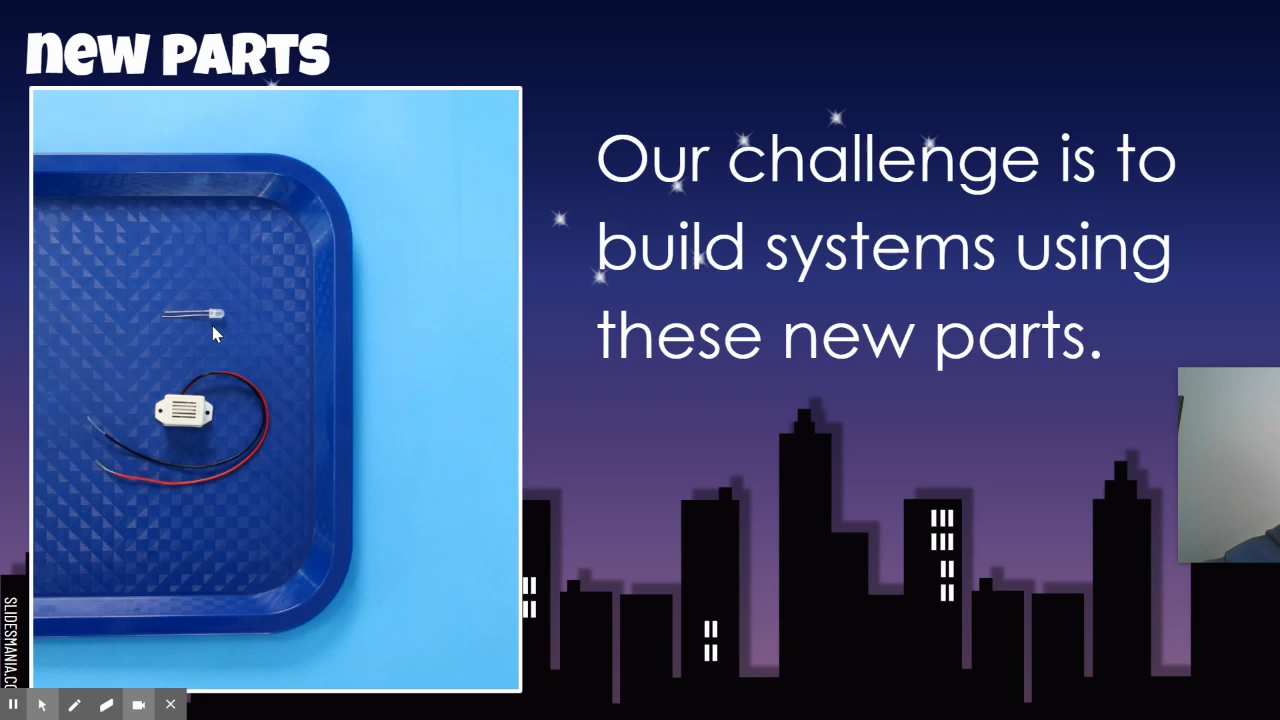 new PARTS
Our challenge is to
build systems using
these new parts.
SLIDESMANIA.CO